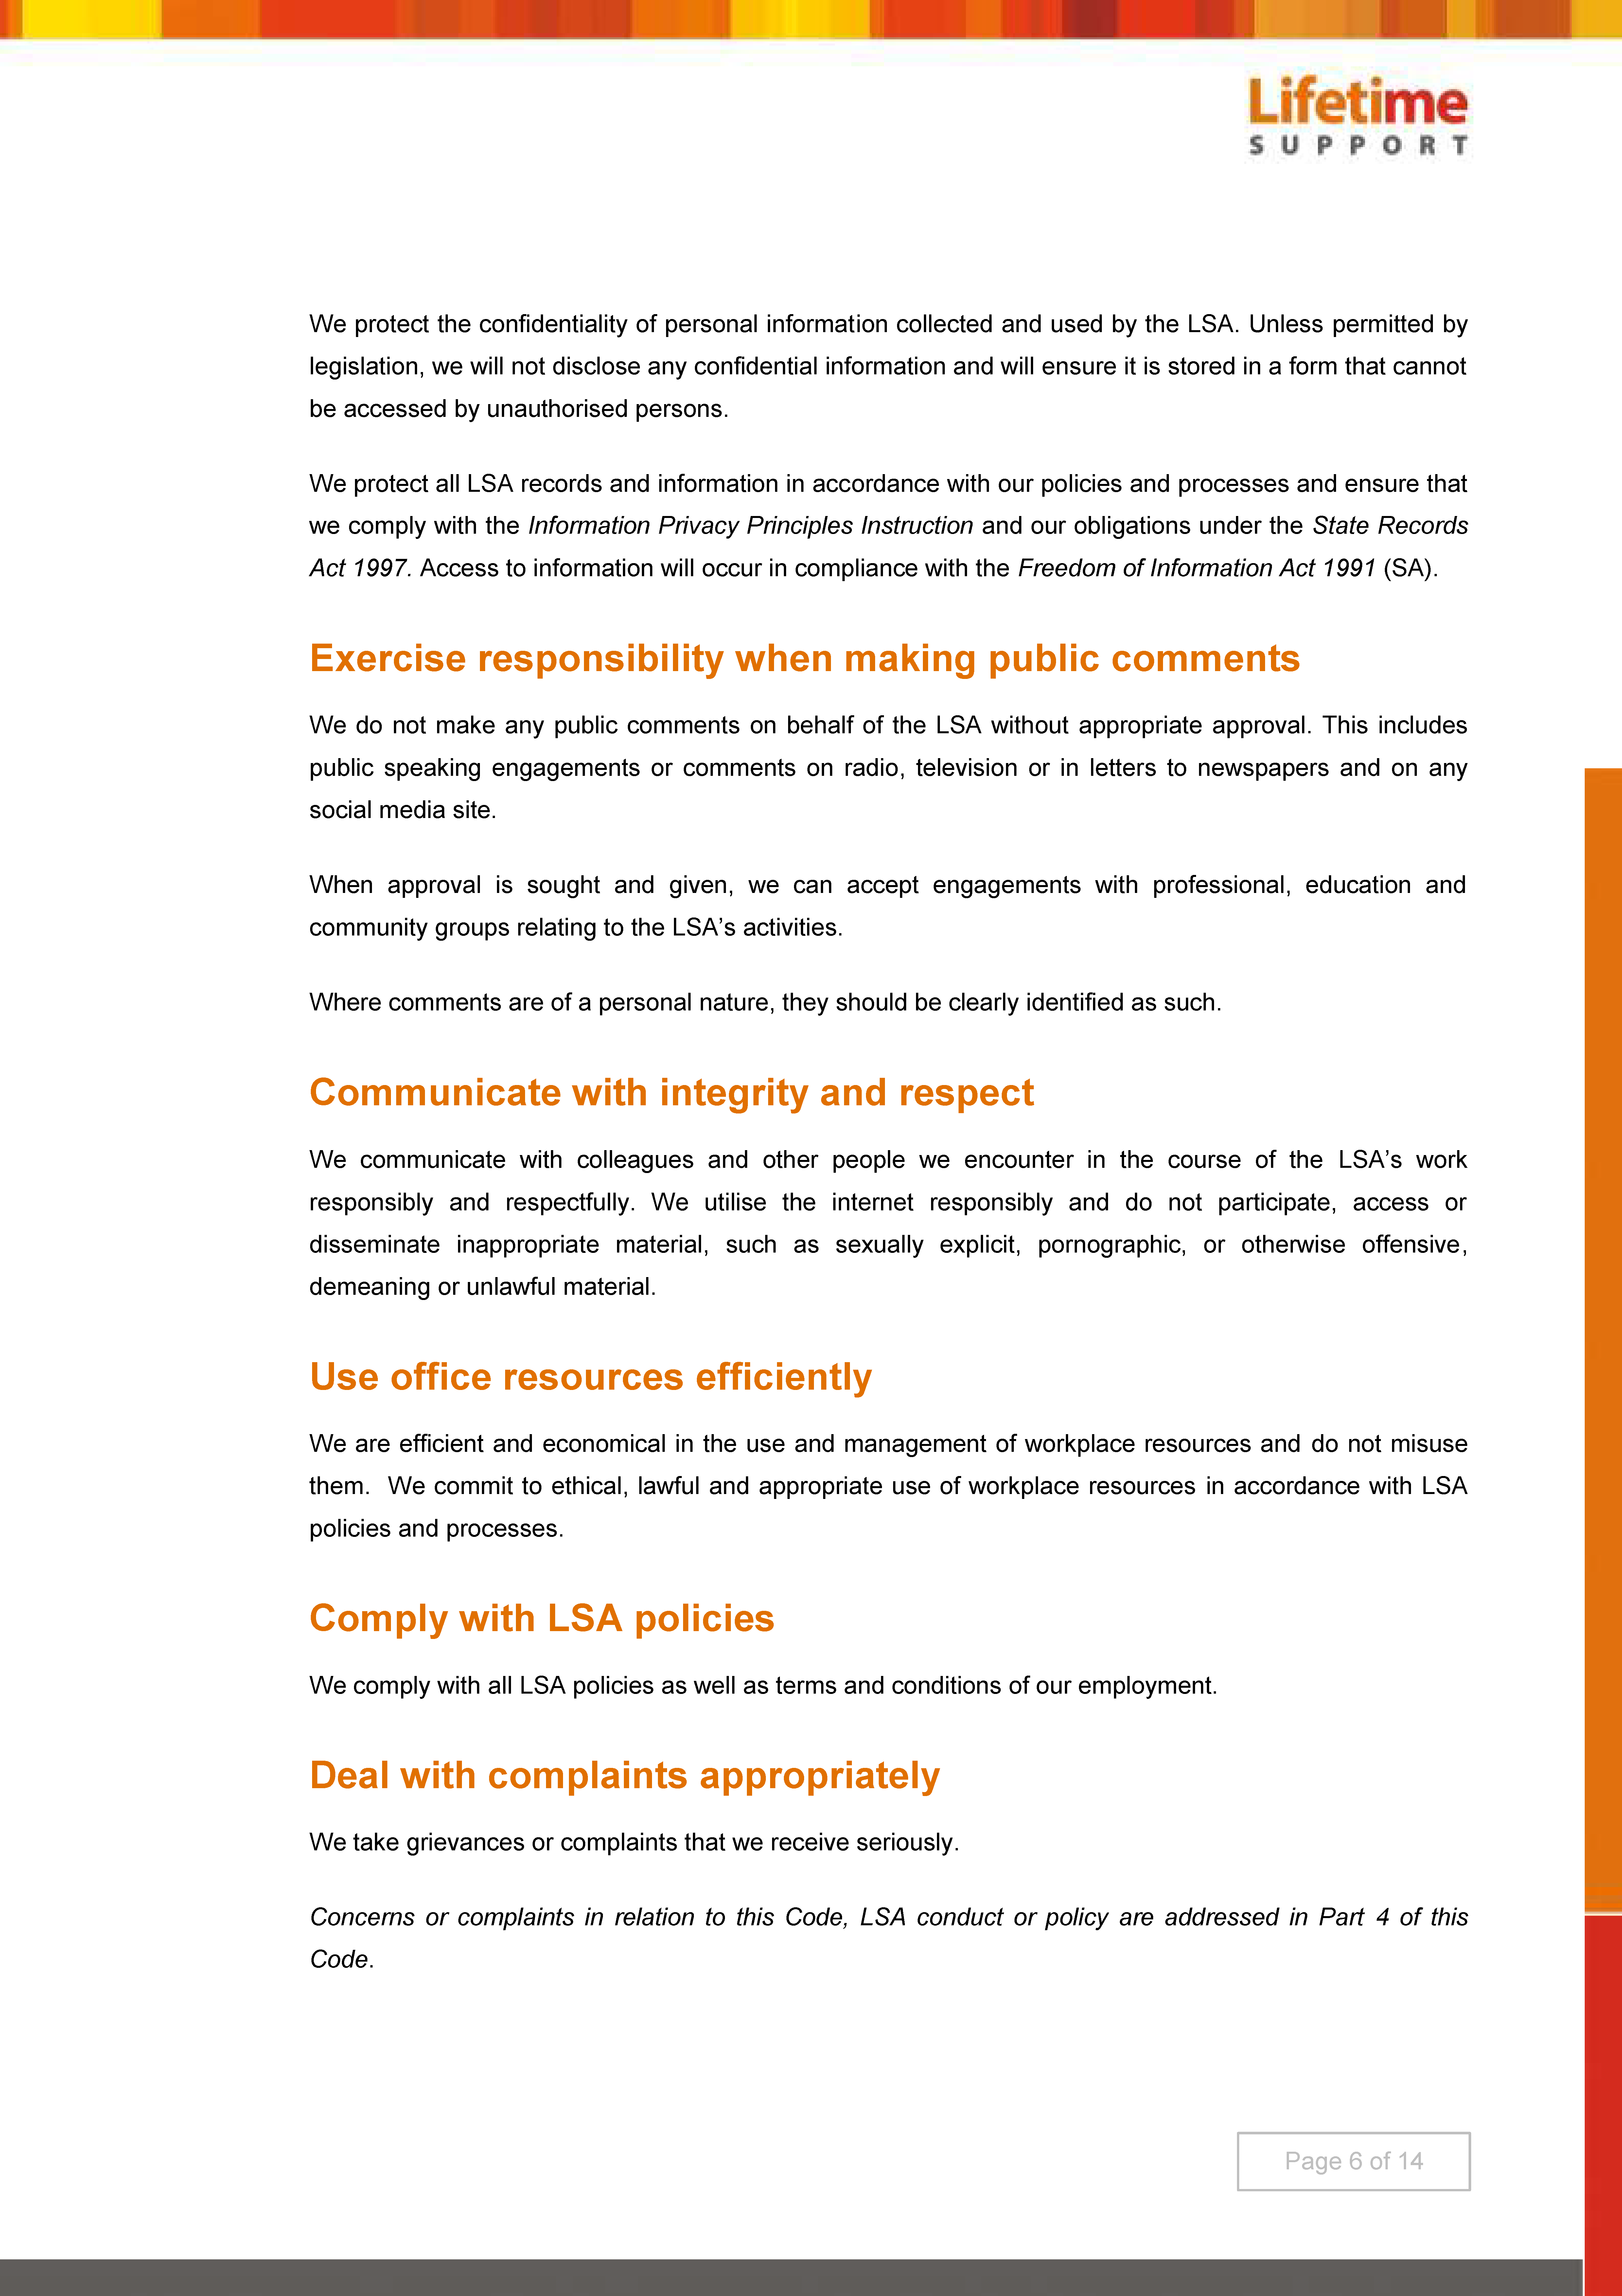 Lifetime
SUPPORT
We protect the confidentiality of personal information collected and used by the LSA. Unless permitted by
legislation, we will not disclose any confidential information and will ensure it is stored in a form that cannot
be accessed by unauthorised persons.
We protect all LSA records and information in accordance with our policies and processes and ensure that
we comply with the Information Privacy Principles Instruction and our obligations under the State Records
Act 1997. Access to information will occur in compliance with the Freedom of Information Act 1991 (SA).
Exercise responsibility when making public comments
We do not make any public comments on behalf of the LSA without appropriate approval. This includes
public speaking engagements or comments on radio, television or in letters to newspapers and on any
social media site.
When approval is sought and given, we can accept engagements with professional, education and
community groups relating to the LSA’s activities.
Where comments are of a personal nature, they should be clearly identified as such.
Communicate with integrity and respect
We communicate with colleagues and other people we encounter in the course of the LSA’s work
responsibly and respectfully. We utilise the internet responsibly and do not participate, access or
disseminate inappropriate material, such as sexually explicit, pornographic, or otherwise offensive,
demeaning or unlawful material.
Use office resources efficiently
We are efficient and economical in the use and management of workplace resources and do not misuse
them.  We commit to ethical, lawful and appropriate use of workplace resources in accordance with LSA
policies and processes.
Comply with LSA policies
We comply with all LSA policies as well as terms and conditions of our employment.
Deal with complaints appropriately
We take grievances or complaints that we receive seriously.
Concerns or complaints in relation to this Code, LSA conduct or policy are addressed in Part 4 of this
Code.
Page 6 of 14